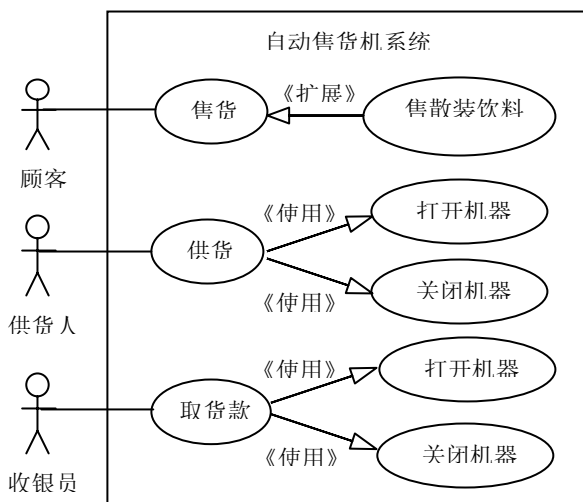 自动售货机系统
售货
《扩展》
售散装饮料
顾客
《使用》
打开机器
供货
《使用》
关闭机器
供货人
《使用》
打开机器
取货款
《使用》
关闭机器
收银员